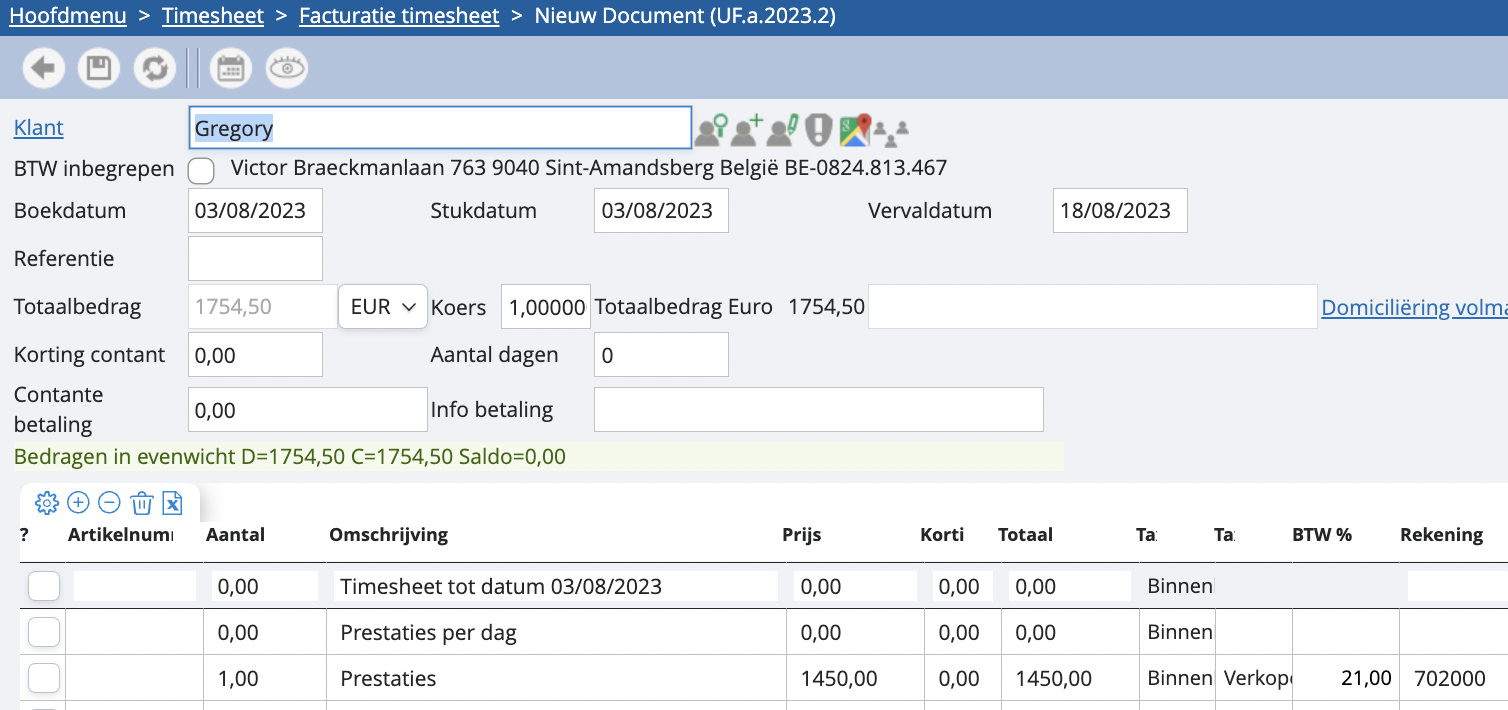 Hoofdmenu > Timesheet > Facturatie timesheet > Nieuw Document (UF.a.2023.2)
Klant Gregory
BTW inbegrepen Victor Braeckmanlaan 763 9040 Sint-Amandsberg België BE-0824.813.467
Boekdatum 03/08/2023 Stukdatum 03/08/2023 Vervaldatum 18/08/2023
Referentie
Totaalbedrag 1754,50 EUR Koers 1,00000 Totaalbedrag Euro 1754,50 Domiciliëring volma
Korting contant 0,00 Aantal dagen 0
Contante betaling 0,00 Info betaling
Bedragen in evenwicht D=1754,50 C=1754,50 Saldo=0,00
? Artikelnum Aantal Omschrijving Prijs Korti Totaal Ta Ta BTW % Rekening
0,00 Timesheet tot datum 03/08/2023 0,00 0,00 0,00 Binnen
0,00 Prestaties per dag 0,00 0,00 0,00 Binnen
1,00 Prestaties 1450,00 0,00 1450,00 Binnen Verkop 21,00 702000